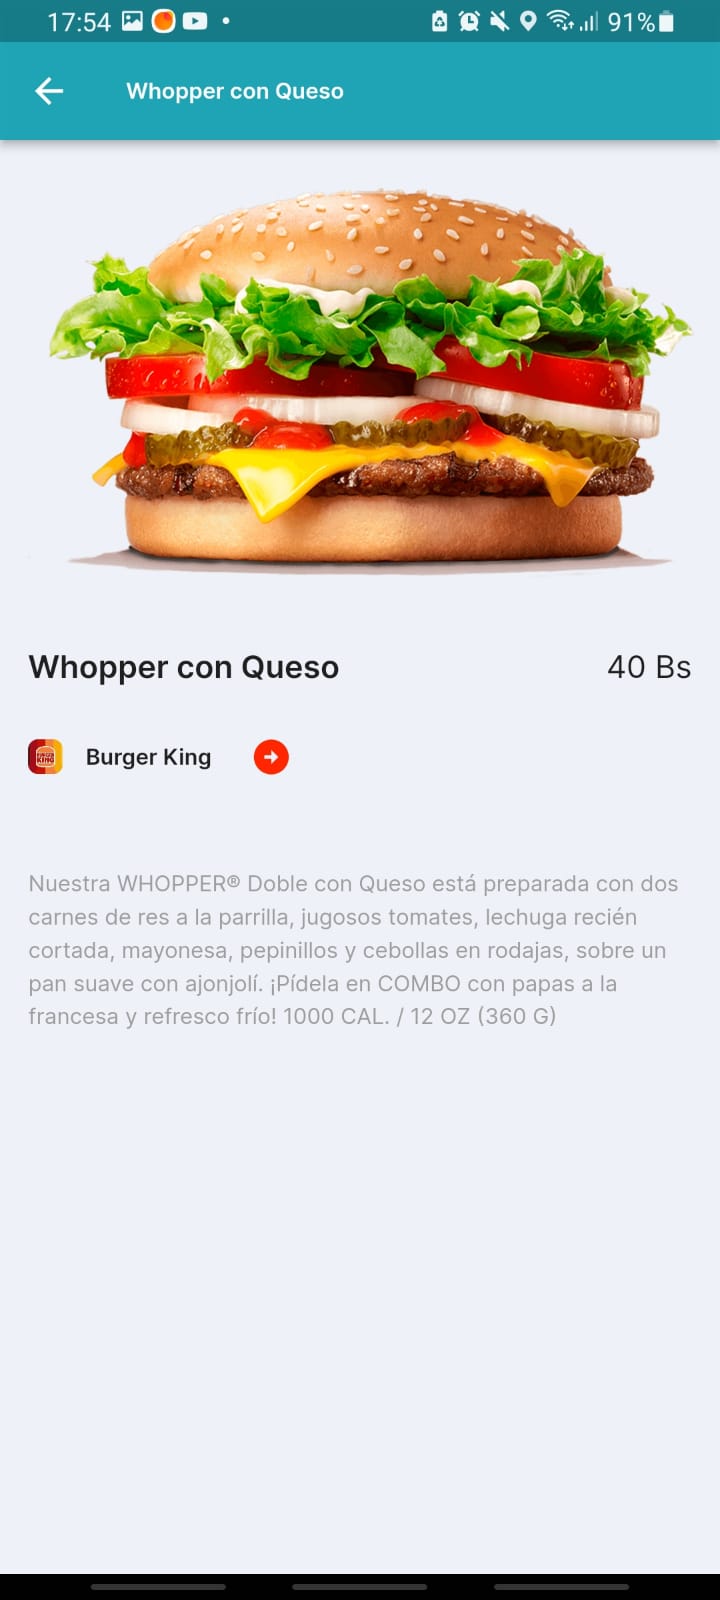 17:54
91%
Whopper con Queso
Whopper con Queso
40 Bs
BURGER KING
Burger King
Nuestra WHOPPER® Doble con Queso está preparada con dos
carnes de res a la parrilla, jugosos tomates, lechuga recién
cortada, mayonesa, pepinillos y cebollas en rodajas, sobre un
pan suave con ajonjolí. ¡Pídela en COMBO con papas a la
francesa y refresco frío! 1000 CAL. / 12 OZ (360 G)